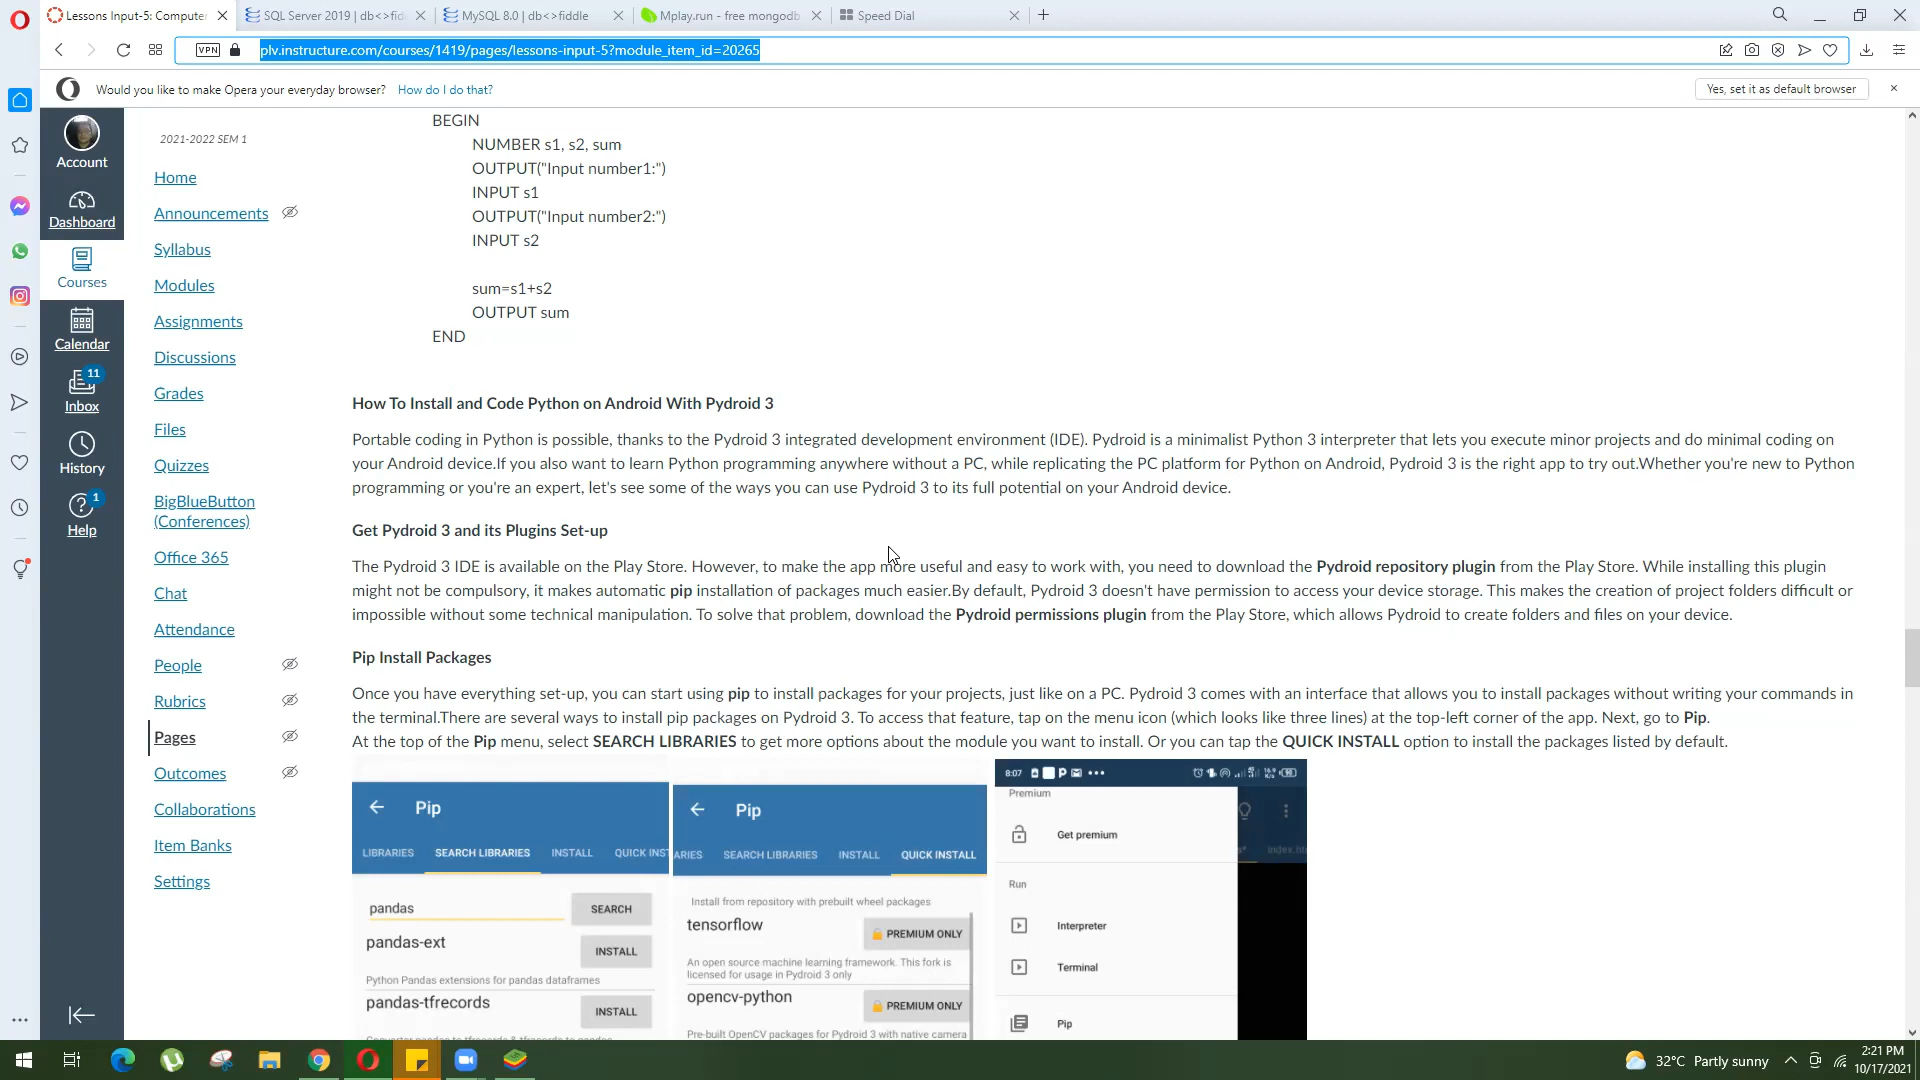 Lessons Input-5: Computer
SQL Server 2019 | db<>fiddl
MySQL 8.0 | db<>fiddle
Mplay.run - free mongodb
Speed Dial
VPN
plv.instructure.com/courses/1419/pages/lessons-input-5?module_item_id=20265
Would you like to make Opera your everyday browser? How do I do that?
Yes, set it as default browser
Account
Dashboard
Courses
Calendar
11
Inbox
History
1
Help
2021-2022 SEM 1
Home
Announcements
Syllabus
Modules
Assignments
Discussions
Grades
Files
Quizzes
BigBlueButton
(Conferences)
Office 365
Chat
Attendance
People
Rubrics
Pages
Outcomes
Collaborations
Item Banks
Settings
BEGIN
NUMBER s1, s2, sum
OUTPUT("Input number1:")
INPUT s1
OUTPUT("Input number2:")
INPUT s2
sum=s1+s2
OUTPUT sum
END
How To Install and Code Python on Android With Pydroid 3
Portable coding in Python is possible, thanks to the Pydroid 3 integrated development environment (IDE). Pydroid is a minimalist Python 3 interpreter that lets you execute minor projects and do minimal coding on
your Android device.If you also want to learn Python programming anywhere without a PC, while replicating the PC platform for Python on Android, Pydroid 3 is the right app to try out.Whether you're new to Python
programming or you're an expert, let's see some of the ways you can use Pydroid 3 to its full potential on your Android device.
Get Pydroid 3 and its Plugins Set-up
The Pydroid 3 IDE is available on the Play Store. However, to make the app more useful and easy to work with, you need to download the Pydroid repository plugin from the Play Store. While installing this plugin
might not be compulsory, it makes automatic pip installation of packages much easier.By default, Pydroid 3 doesn't have permission to access your device storage. This makes the creation of project folders difficult or
impossible without some technical manipulation. To solve that problem, download the Pydroid permissions plugin from the Play Store, which allows Pydroid to create folders and files on your device.
Pip Install Packages
Once you have everything set-up, you can start using pip to install packages for your projects, just like on a PC. Pydroid 3 comes with an interface that allows you to install packages without writing your commands in
the terminal.There are several ways to install pip packages on Pydroid 3. To access that feature, tap on the menu icon (which looks like three lines) at the top-left corner of the app. Next, go to Pip.
At the top of the Pip menu, select SEARCH LIBRARIES to get more options about the module you want to install. Or you can tap the QUICK INSTALL option to install the packages listed by default.
Pip
LIBRARIES SEARCH LIBRARIES INSTALL QUICK INST
pandas
SEARCH
pandas-ext
INSTALL
Python Pandas extensions for pandas dataframes
pandas-tfrecords
INSTALL
Pip
ARIES SEARCH LIBRARIES INSTALL QUICK INSTALL
Install from repository with prebuilt wheel packages
tensorflow
PREMIUM ONLY
An open source machine learning framework. This fork is
licensed for usage in Pydroid 3 only
opencv-python
PREMIUM ONLY
Pre-built OpenCV packages for Pydroid 3 with native camera
8:07
Premium
Get premium
Run
Interpreter
Terminal
Pip
32°C Partly sunny
2:21 PM
10/17/2021